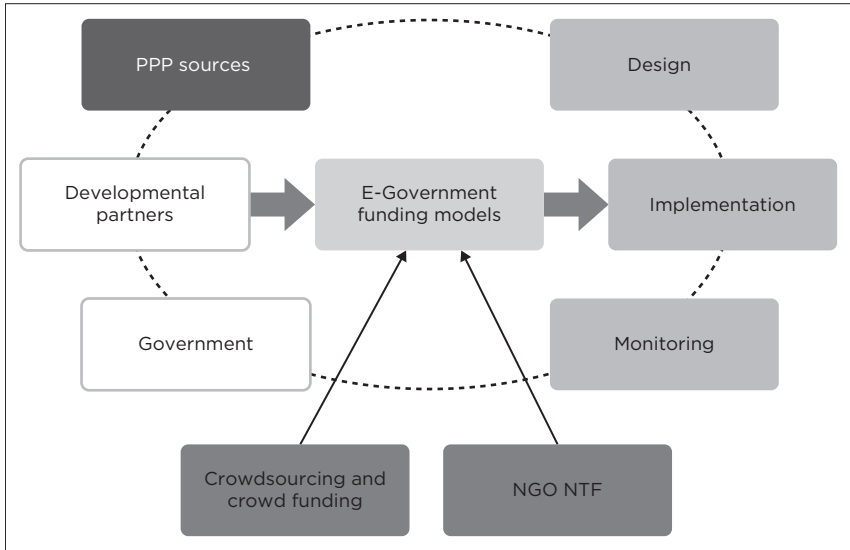 PPP sources
Design
Developmental
partners
E-Government
funding models
Implementation
Government
Monitoring
Crowdsourcing and
crowd funding
NGO NTF